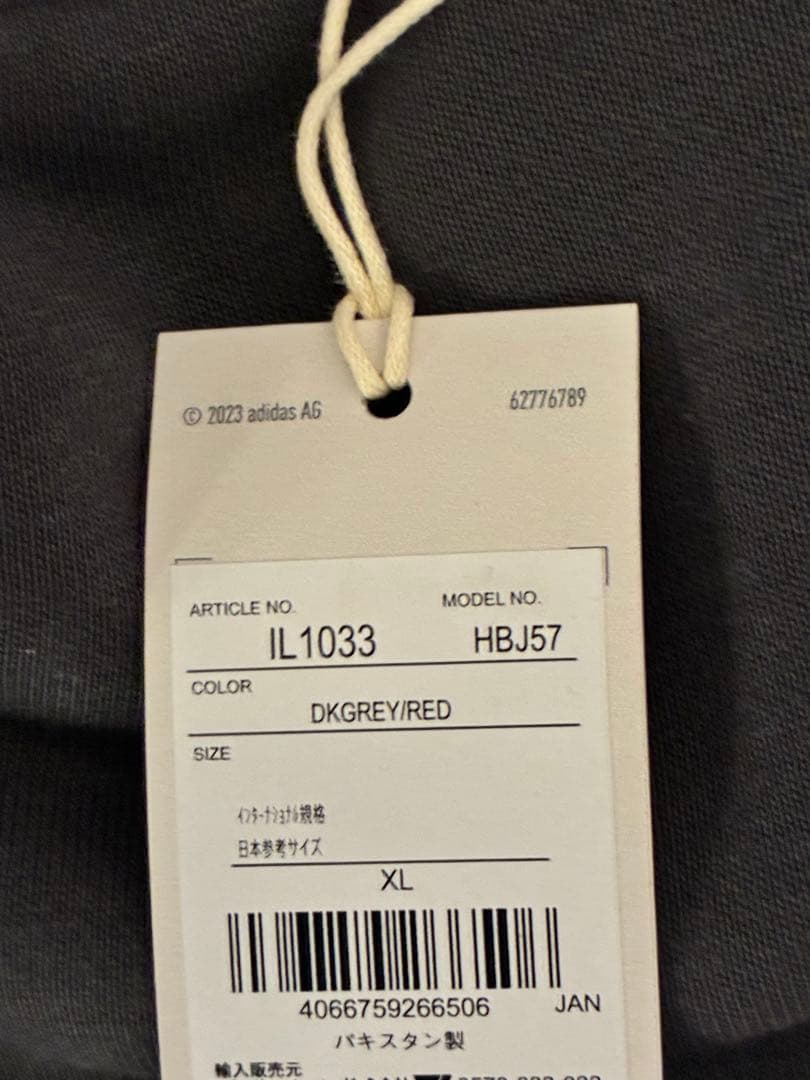 © 2023 adidas AG 62776789
ARTICLE NO. MODEL NO.
IL1033 HBJ57
COLOR
DKGREY/RED
SIZE
ｲﾝﾀｰﾅｼｮﾅﾙ規格
日本参考サイズ
XL
4066759266506 JAN
パキスタン製
輸入販売元